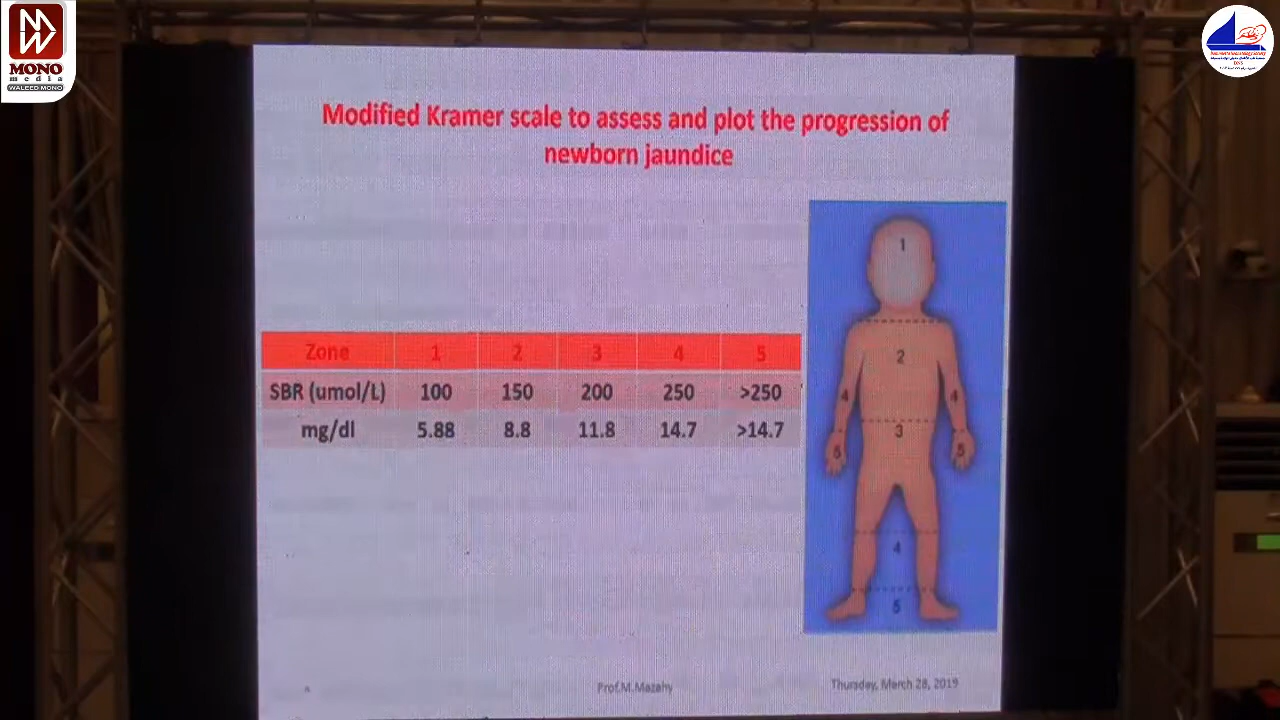 MONO
media
WALEED MONO
DNS
Modified Kramer scale to assess and plot the progression of
newborn jaundice
Zone 1 2 3 4 5
SBR (umol/L) 100 150 200 250 >250
mg/dl 5.88 8.8 11.8 14.7 >14.7
1
2
4 4
3
5 5
4
5
Prof.M.Mazahy
Thursday, March 28, 2019